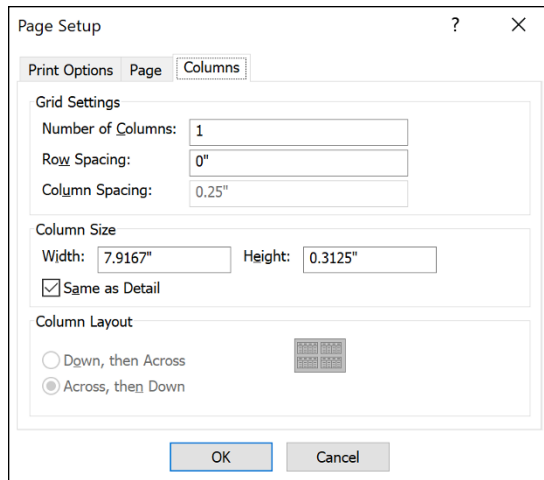 Page Setup ? ×
Print Options Page Columns
Grid Settings
Number of Columns: 1
Row Spacing: 0"
Column Spacing: 0.25"
Column Size
Width: 7.9167" Height: 0.3125"
Same as Detail
Column Layout
Down, then Across
Across, then Down
OK Cancel